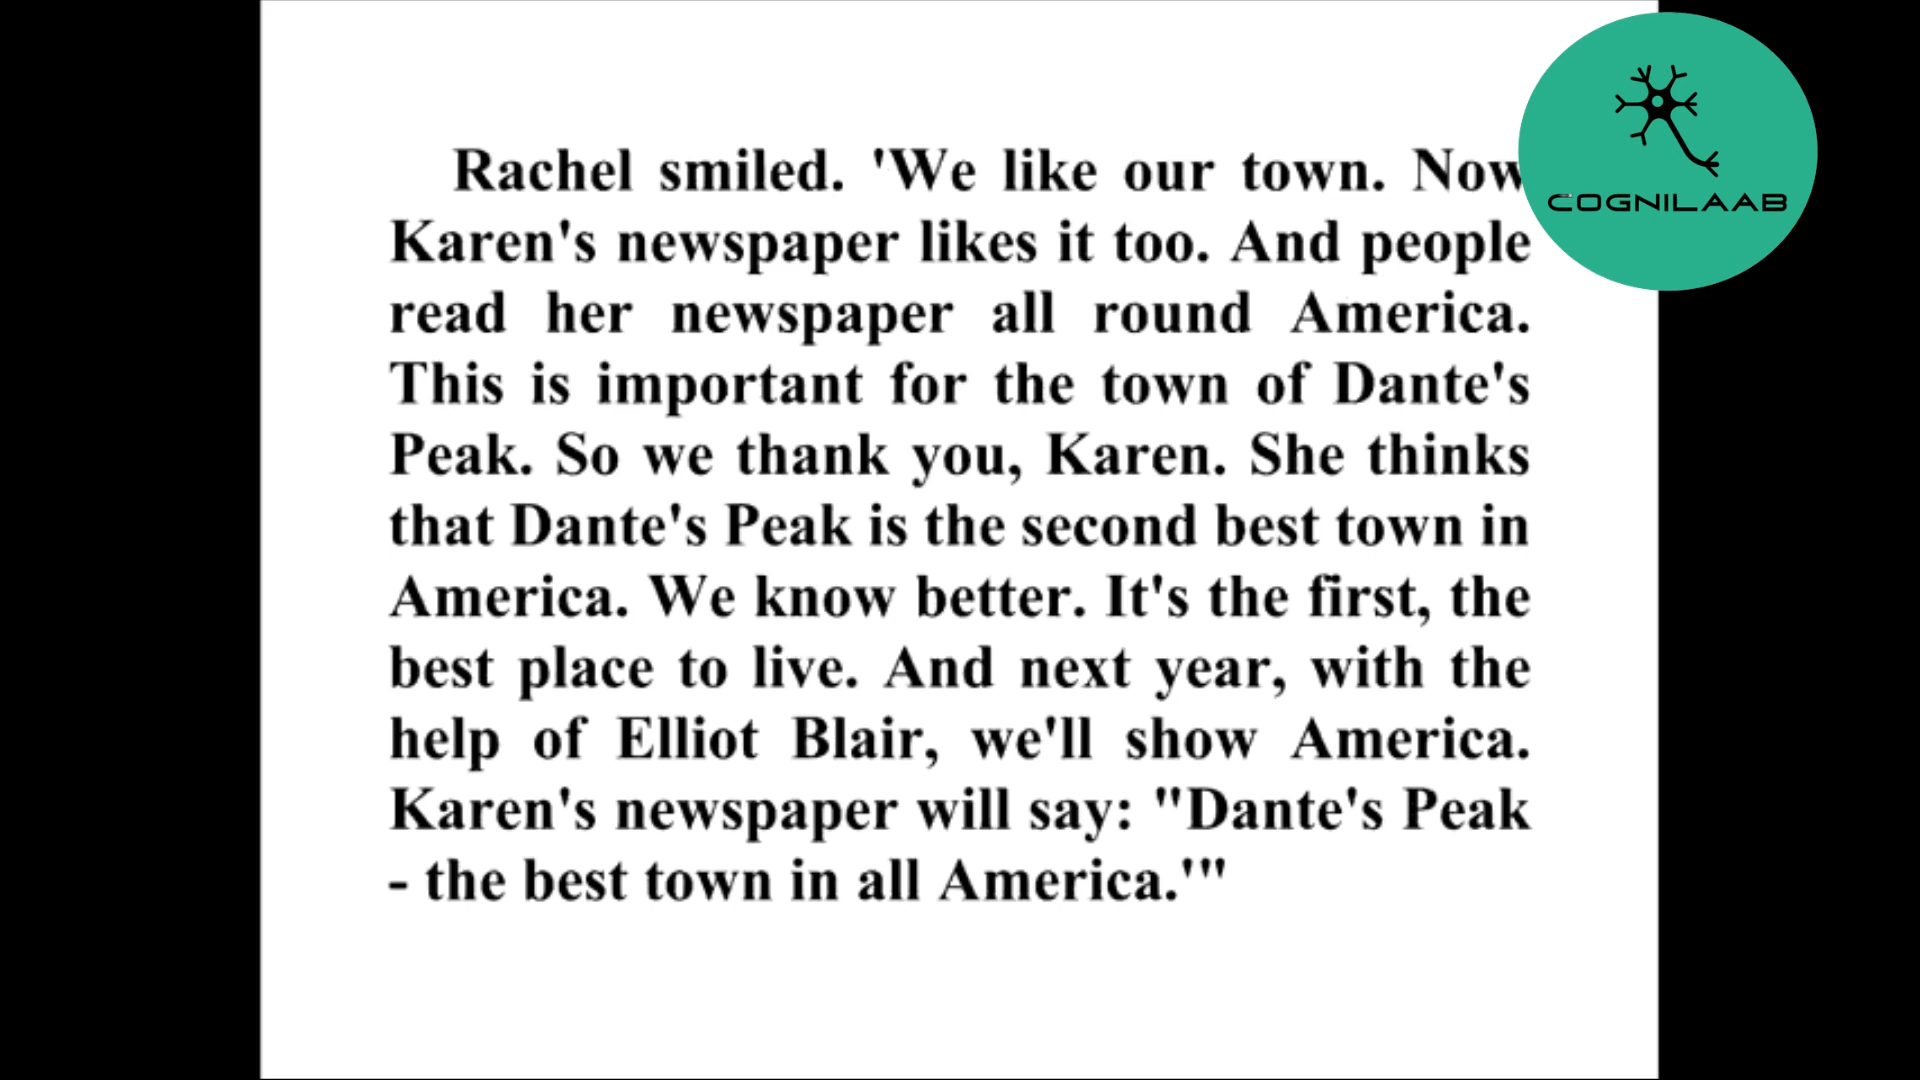 Rachel smiled. 'We like our town. Now
Karen's newspaper likes it too. And people
read her newspaper all round America.
This is important for the town of Dante's
Peak. So we thank you, Karen. She thinks
that Dante's Peak is the second best town in
America. We know better. It's the first, the
best place to live. And next year, with the
help of Elliot Blair, we'll show America.
Karen's newspaper will say: "Dante's Peak
- the best town in all America.'"
COGNILAAB